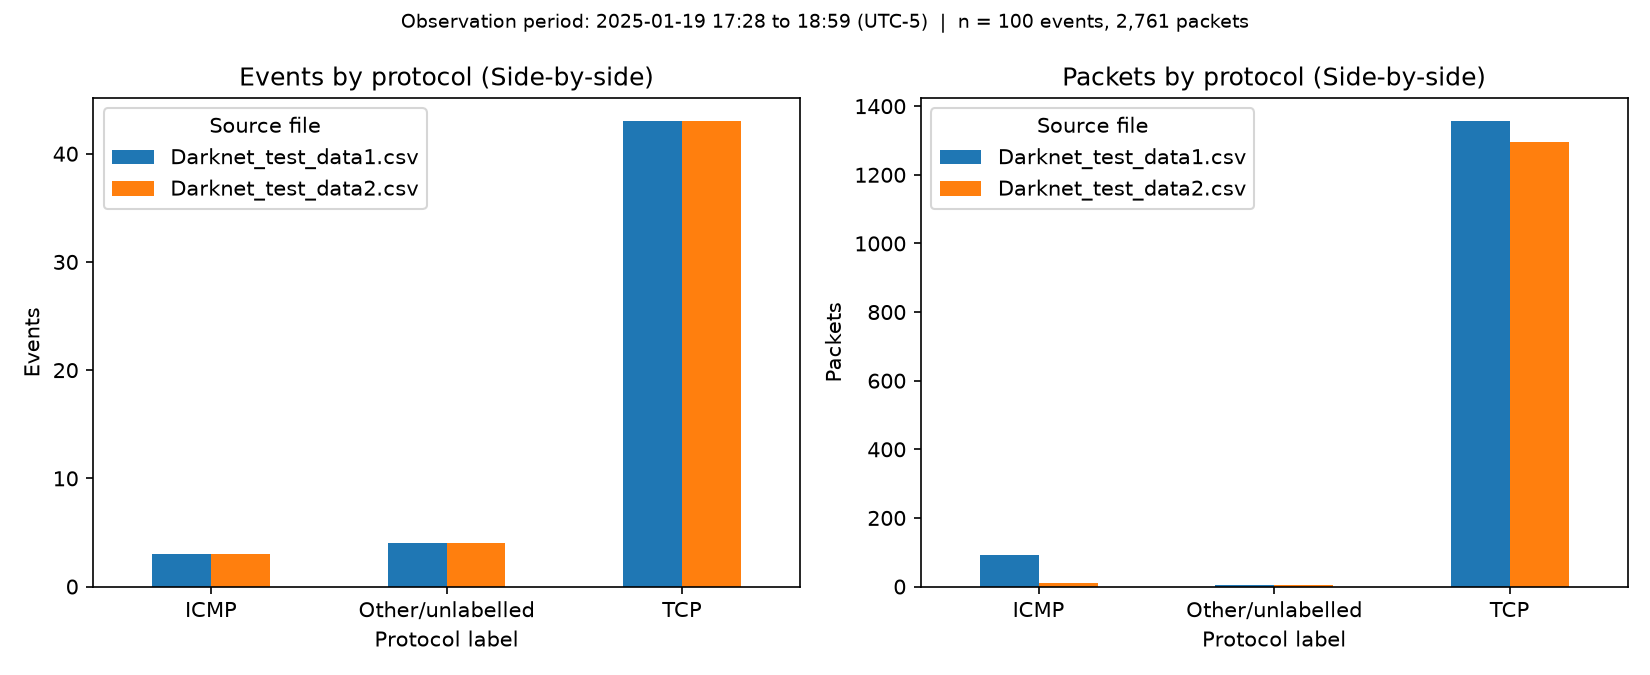 Observation period: 2025-01-19 17:28 to 18:59 (UTC-5)  |  n = 100 events, 2,761 packets
Events by protocol (Side-by-side)
Source file
Darknet_test_data1.csv
Darknet_test_data2.csv
40
30
20
10
0
Events
ICMP
Other/unlabelled
TCP
Protocol label
Packets by protocol (Side-by-side)
Source file
Darknet_test_data1.csv
Darknet_test_data2.csv
1400
1200
1000
800
600
400
200
0
Packets
ICMP
Other/unlabelled
TCP
Protocol label